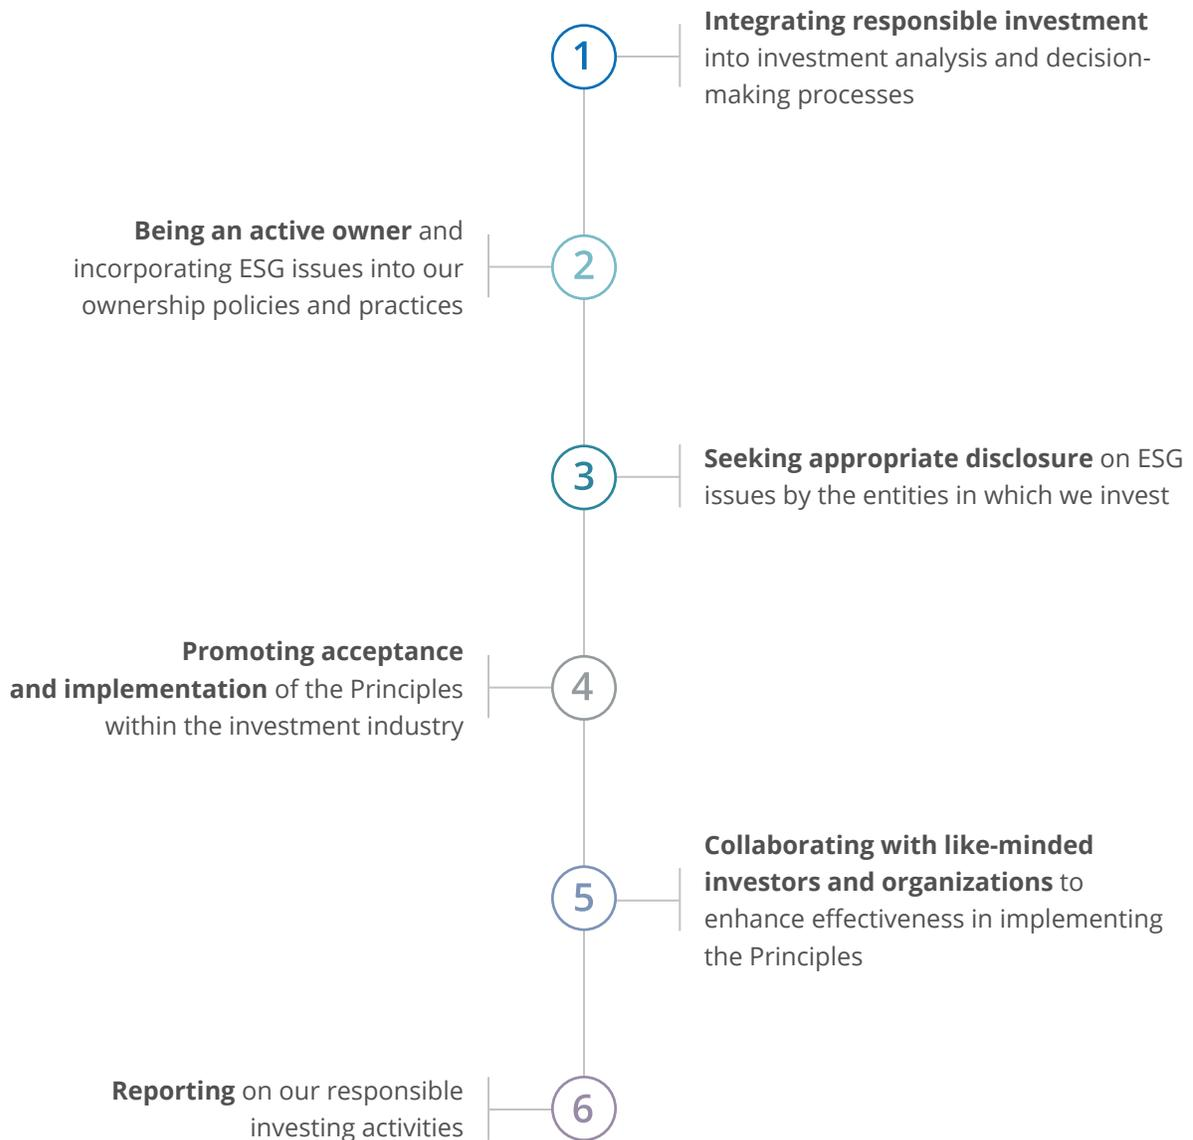 Integrating responsible investment
1
into investment analysis and decision-
making processes
Being an active owner and
2
incorporating ESG issues into our
ownership policies and practices
3
Seeking appropriate disclosure on ESG
issues by the entities in which we invest
Promoting acceptance
4
and implementation of the Principles
within the investment industry
5
Collaborating with like-minded
investors and organizations to
enhance effectiveness in implementing
the Principles
6
Reporting on our responsible
investing activities